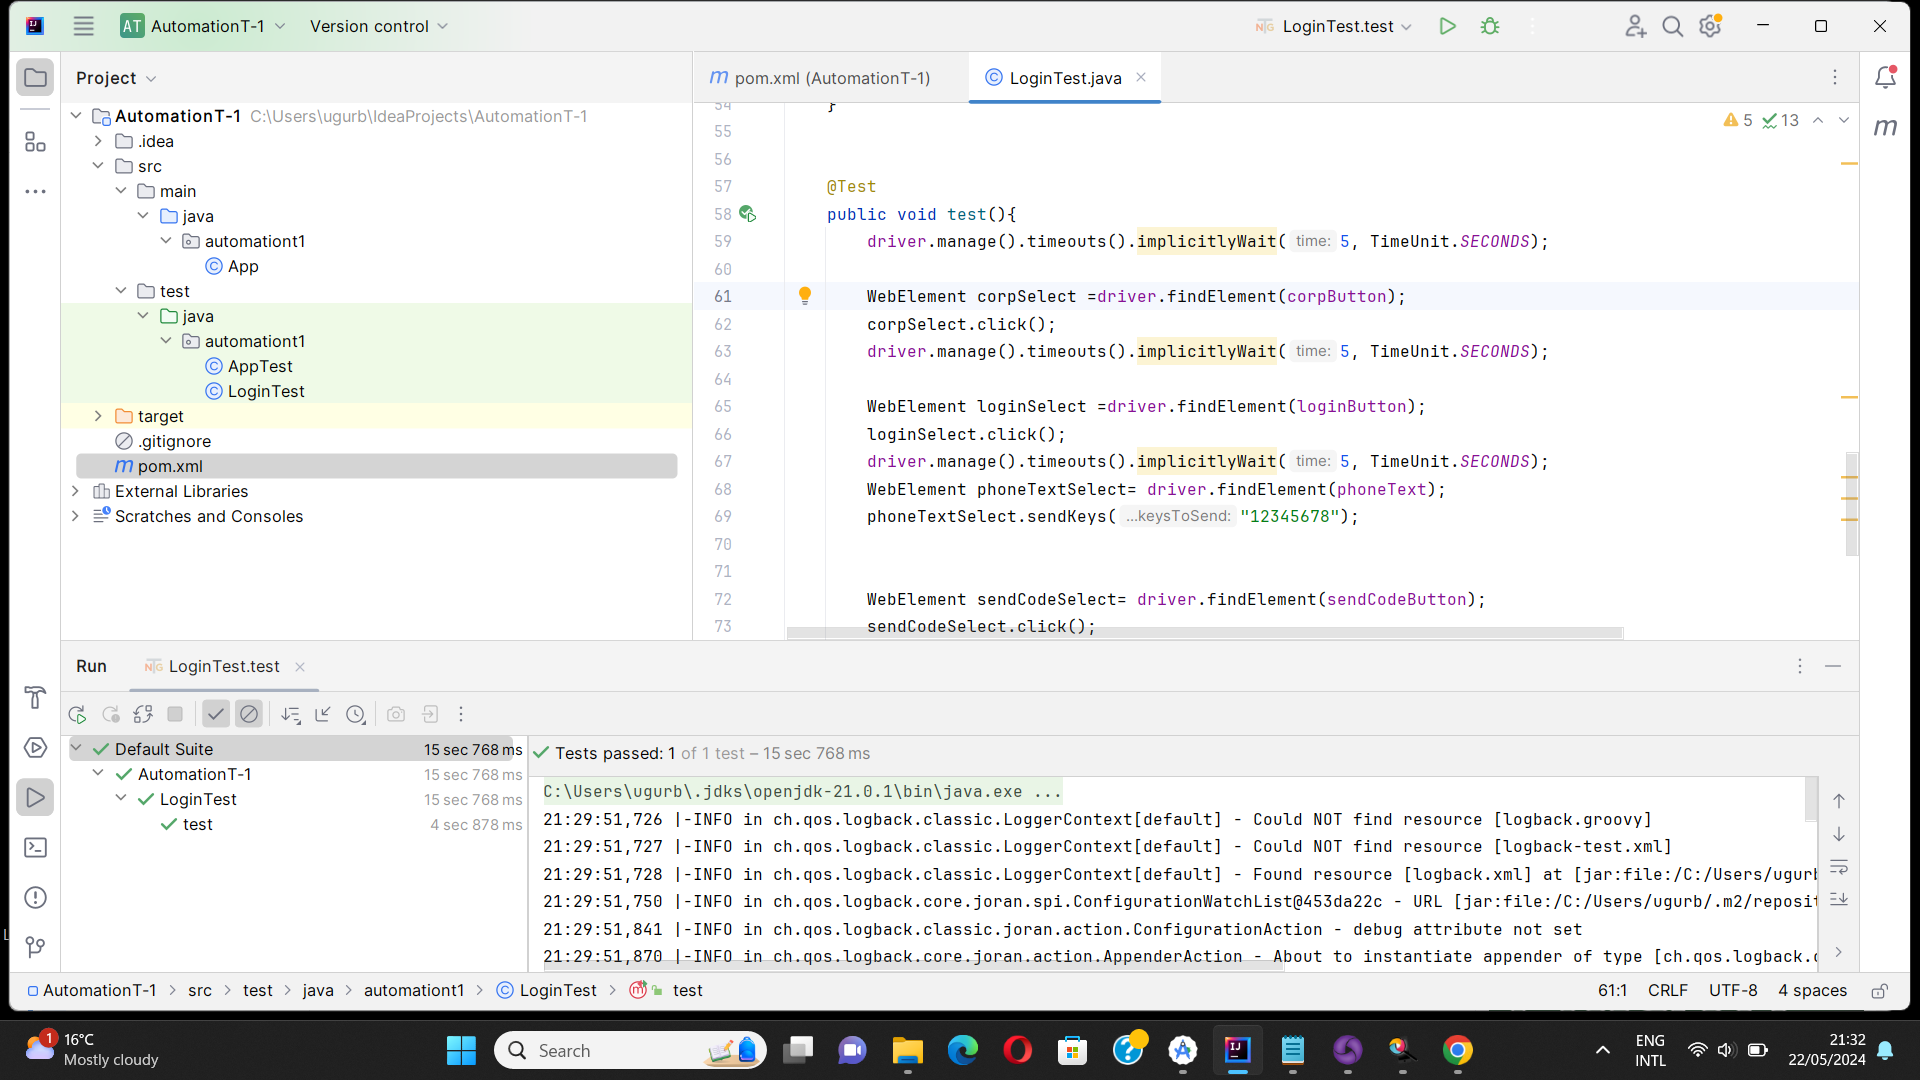 AT AutomationT-1 Version control LoginTest.test
Project
AutomationT-1 C:\Users\ugurb\IdeaProjects\AutomationT-1
.idea
src
main
java
automationt1
App
test
java
automationt1
AppTest
LoginTest
target
.gitignore
pom.xml
External Libraries
Scratches and Consoles
pom.xml (AutomationT-1) LoginTest.java
5 13
54 }
55
56
57 @Test
58 public void test(){
59 driver.manage().timeouts().implicitlyWait( time: 5, TimeUnit.SECONDS);
60
61 WebElement corpSelect =driver.findElement(corpButton);
62 corpSelect.click();
63 driver.manage().timeouts().implicitlyWait( time: 5, TimeUnit.SECONDS);
64
65 WebElement loginSelect =driver.findElement(loginButton);
66 loginSelect.click();
67 driver.manage().timeouts().implicitlyWait( time: 5, TimeUnit.SECONDS);
68 WebElement phoneTextSelect= driver.findElement(phoneText);
69 phoneTextSelect.sendKeys( ...keysToSend: "12345678");
70
71
72 WebElement sendCodeSelect= driver.findElement(sendCodeButton);
73 sendCodeSelect.click();
Run LoginTest.test
Default Suite 15 sec 768 ms
AutomationT-1 15 sec 768 ms
LoginTest 15 sec 768 ms
test 4 sec 878 ms
Tests passed: 1 of 1 test – 15 sec 768 ms
C:\Users\ugurb\.jdks\openjdk-21.0.1\bin\java.exe ...
21:29:51,726 |-INFO in ch.qos.logback.classic.LoggerContext[default] - Could NOT find resource [logback.groovy]
21:29:51,727 |-INFO in ch.qos.logback.classic.LoggerContext[default] - Could NOT find resource [logback-test.xml]
21:29:51,728 |-INFO in ch.qos.logback.classic.LoggerContext[default] - Found resource [logback.xml] at [jar:file:/C:/Users/ugurb
21:29:51,750 |-INFO in ch.qos.logback.core.joran.spi.ConfigurationWatchList@453da22c - URL [jar:file:/C:/Users/ugurb/.m2/reposit
21:29:51,841 |-INFO in ch.qos.logback.classic.joran.action.ConfigurationAction - debug attribute not set
21:29:51,870 |-INFO in ch.qos.logback.core.joran.action.AppenderAction - About to instantiate appender of type [ch.qos.logback.c
AutomationT-1 > src > test > java > automationt1 > LoginTest > test
61:1 CRLF UTF-8 4 spaces
1 16°C
Mostly cloudy
Search
ENG
INTL
21:32
22/05/2024